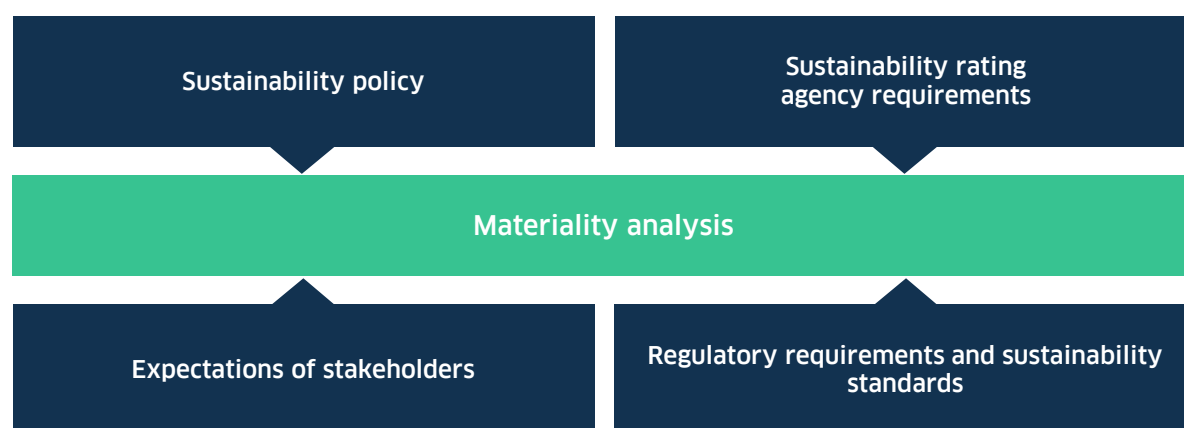 Sustainability policy
Sustainability rating
agency requirements
Materiality analysis
Expectations of stakeholders
Regulatory requirements and sustainability
standards